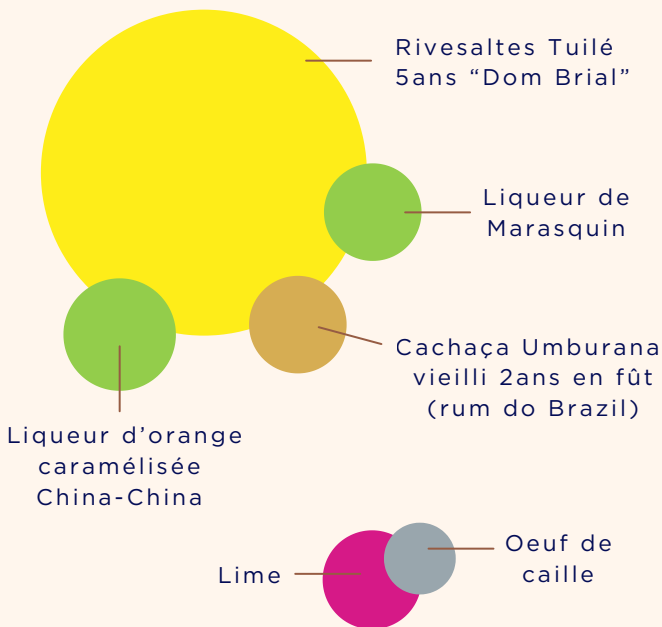 Rivesaltes Tuilé
5ans “Dom Brial”
Liqueur de
Marasquin
Cachaça Umburana
vieilli 2ans en fût
(rum do Brazil)
Liqueur d’orange
caramélisée
China-China
Oeuf de
caille
Lime